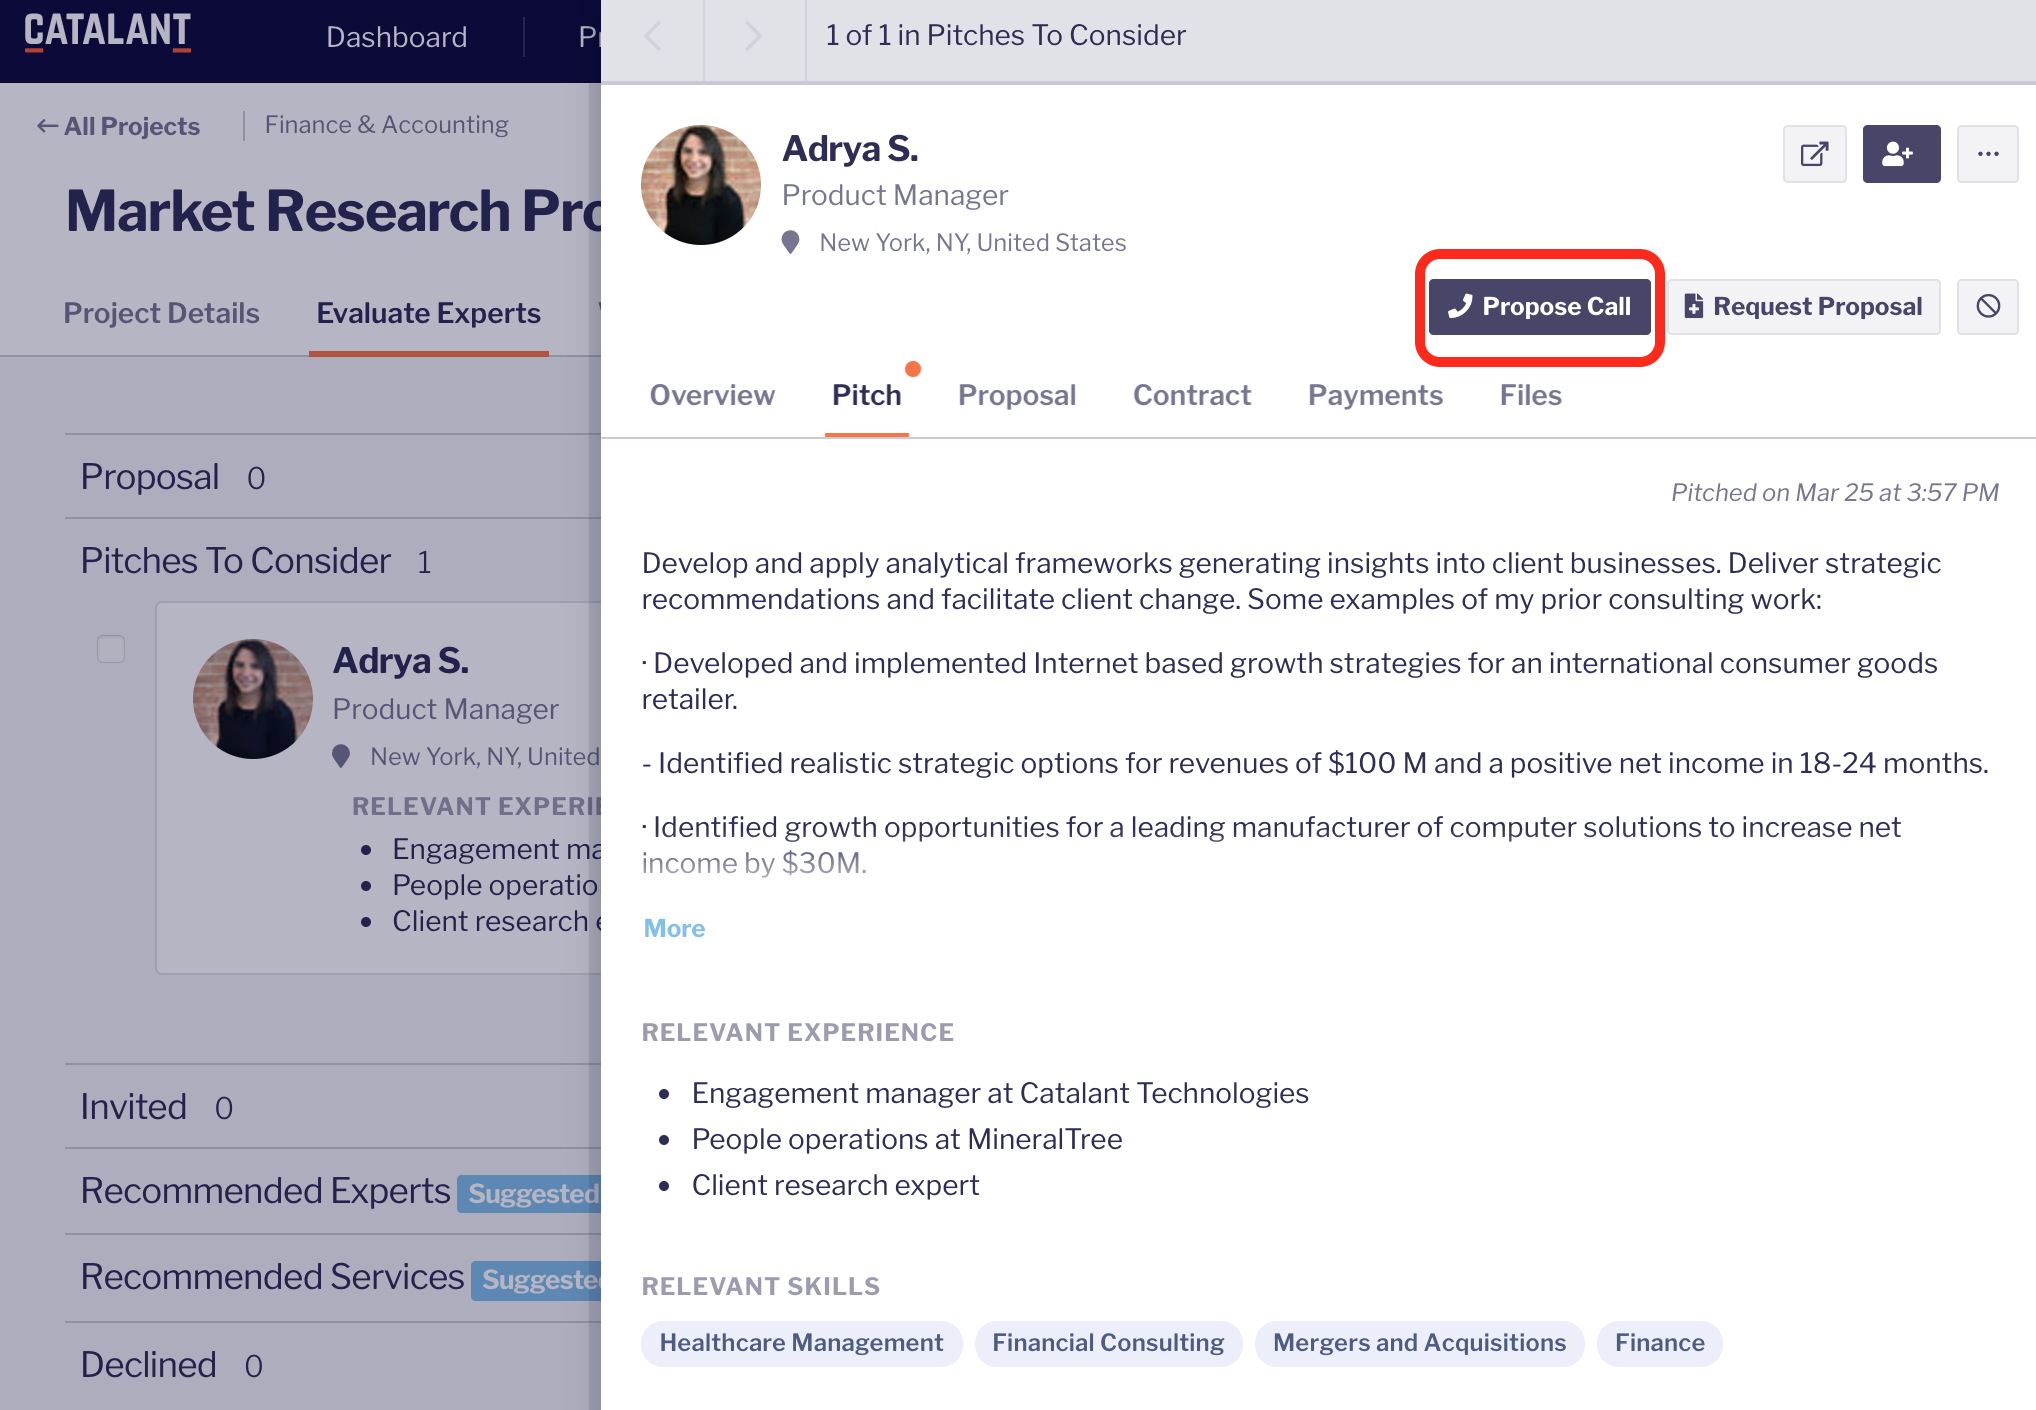 CATALANT
Dashboard
All Projects
Finance & Accounting
Market Research
Project Details
Evaluate Experts
Proposal 0
Pitches To Consider 1
Adrya S.
Product Manager
New York, NY, United
RELEVANT
Engagement
People
Client research
Invited 0
Recommended Experts Suggested
Recommended Services
Declined 0
1 of 1 in Pitches To Consider
Adrya S.
Product Manager
New York, NY, United States
Propose Call
Request Proposal
Overview
Pitch
Proposal
Contract
Payments
Files
Pitched on Mar 25 at 3:57 PM
Develop and apply analytical frameworks generating insights into client businesses. Deliver strategic
recommendations and facilitate client change. Some examples of my prior consulting work:
· Developed and implemented Internet based growth strategies for an international consumer goods
retailer.
- Identified realistic strategic options for revenues of $100 M and a positive net income in 18-24 months.
· Identified growth opportunities for a leading manufacturer of computer solutions to increase net
income by $30M.
More
RELEVANT EXPERIENCE
• Engagement manager at Catalant Technologies
• People operations at MineralTree
• Client research expert
RELEVANT SKILLS
Healthcare Management
Financial Consulting
Mergers and Acquisitions
Finance